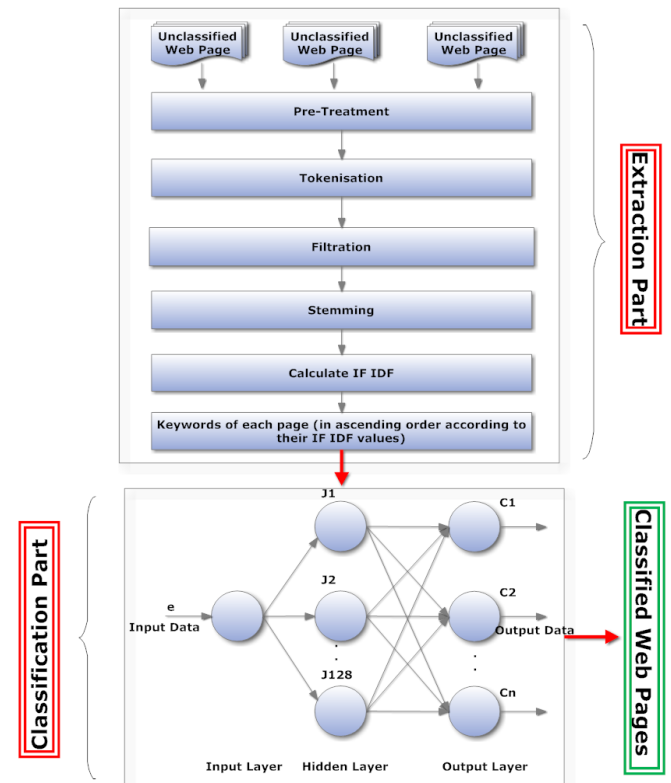 Unclassified
Web Page
Unclassified
Web Page
Unclassified
Web Page
Pre-Treatment
Tokenisation
Filtration
Stemming
Calculate IF IDF
Keywords of each page (in ascending order according to
their IF IDF values)
Extraction Part
J1
C1
J2
C2
e
Input Data
Output Data
.
.
.
.
J128
Cn
Input Layer
Hidden Layer
Output Layer
Classification Part
Classified Web Pages